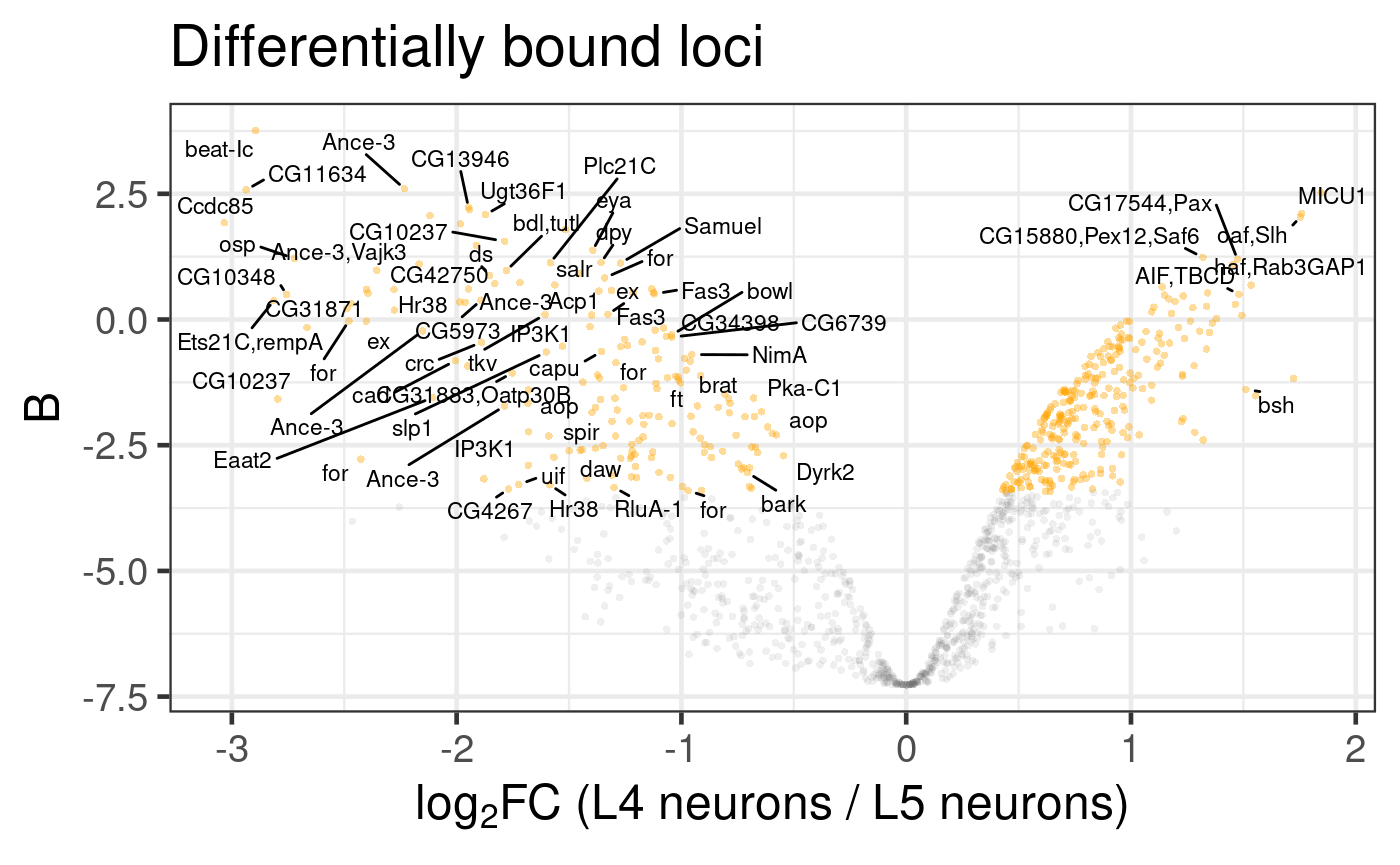 Differentially bound loci
beat-Ic
Ance-3
CG11634
CG13946
Plc21C
Ccdc85
Ugt36F1
eya
MICU1
CG17544,Pax
osp
CG10237
bdl,tutl
dpy
Samuel
CG15880,Pex12,Saf6
oaf,Slh
Ance-3,Vajk3
ds
for
CG10348
CG42750
salr
AIF,TBCD
haf,Rab3GAP1
CG31871
Hr38
Ance-3
Acp1
ex
Fas3
bowl
Ets21C,rempA
ex
CG5973
IP3K1
Fas3
CG34398
CG6739
CG10237
for
crc
tkv
capu
for
NimA
cad
CG31883,Oatp30B
brat
Pka-C1
Ance-3
slp1
aop
ft
aop
bsh
Eaat2
IP3K1
spir
for
Ance-3
uif
daw
Dyrk2
CG4267
Hr38
RluA-1
for
bark
B
2.5
0.0
-2.5
-5.0
-7.5
-3
-2
-1
0
1
2
log2FC (L4 neurons / L5 neurons)